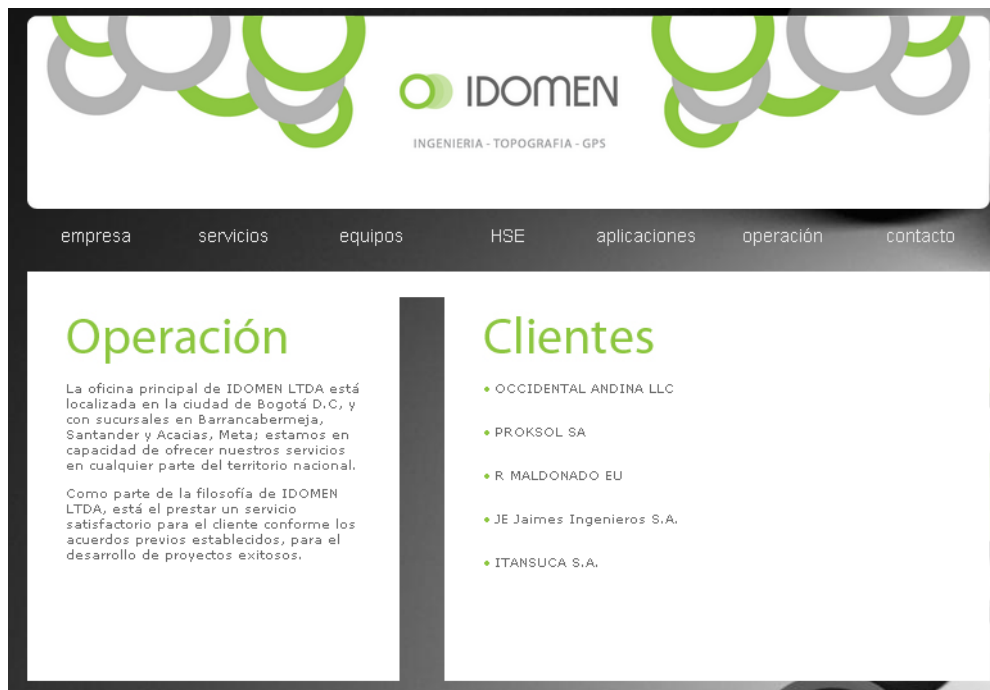 IDOMEN
INGENIERIA - TOPOGRAFIA - GPS
empresa servicios equipos HSE aplicaciones operación contacto
Operación
La oficina principal de IDOMEN LTDA está
localizada en la ciudad de Bogotá D.C, y
con sucursales en Barrancabermeja,
Santander y Acacias, Meta; estamos en
capacidad de ofrecer nuestros servicios
en cualquier parte del territorio nacional.
Como parte de la filosofía de IDOMEN
LTDA, está el prestar un servicio
satisfactorio para el cliente conforme los
acuerdos previos establecidos, para el
desarrollo de proyectos exitosos.
Clientes
• OCCIDENTAL ANDINA LLC
• PROKSOL SA
• R MALDONADO EU
• JE Jaimes Ingenieros S.A.
• ITANSUCA S.A.